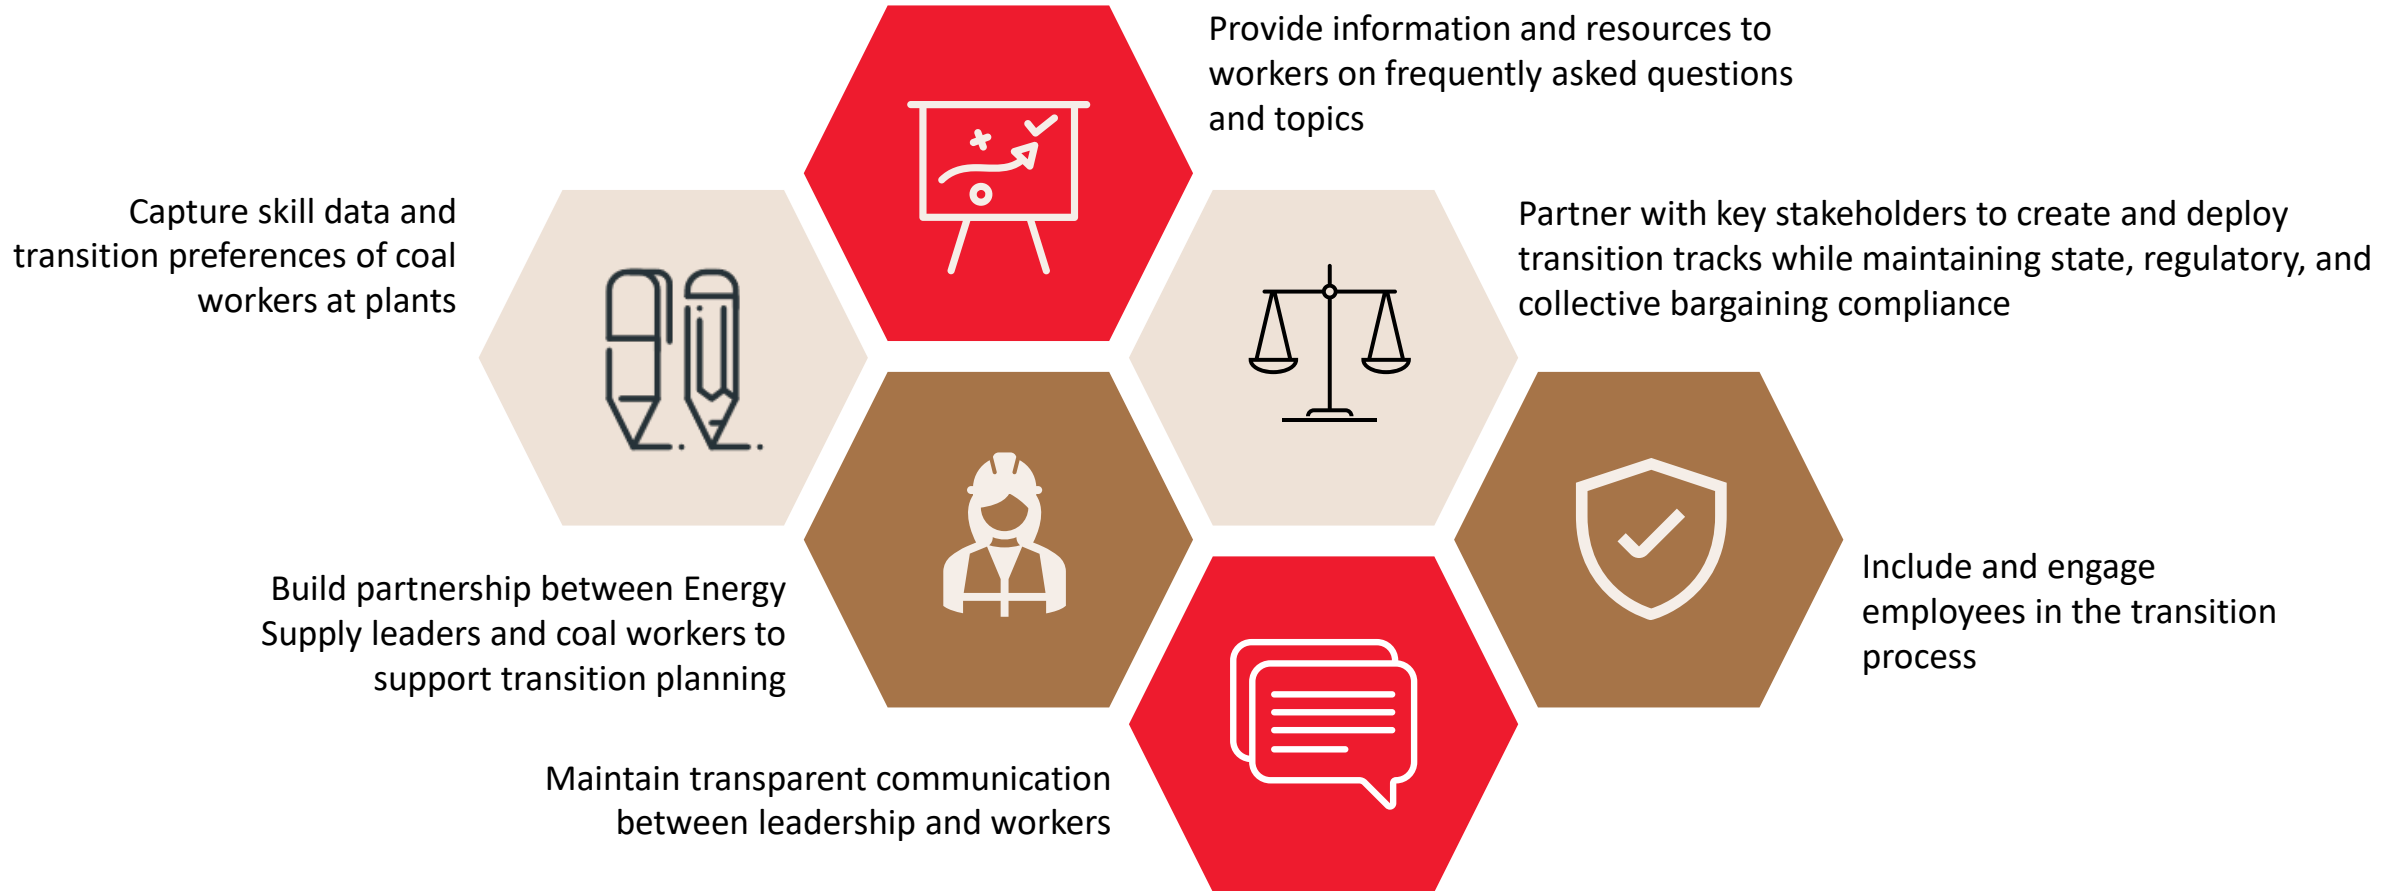 Provide information and resources to
workers on frequently asked questions
and topics
Capture skill data and
transition preferences of coal
workers at plants
Partner with key stakeholders to create and deploy
transition tracks while maintaining state, regulatory, and
collective bargaining compliance
Build partnership between Energy
Supply leaders and coal workers to
support transition planning
Include and engage
employees in the transition
process
Maintain transparent communication
between leadership and workers